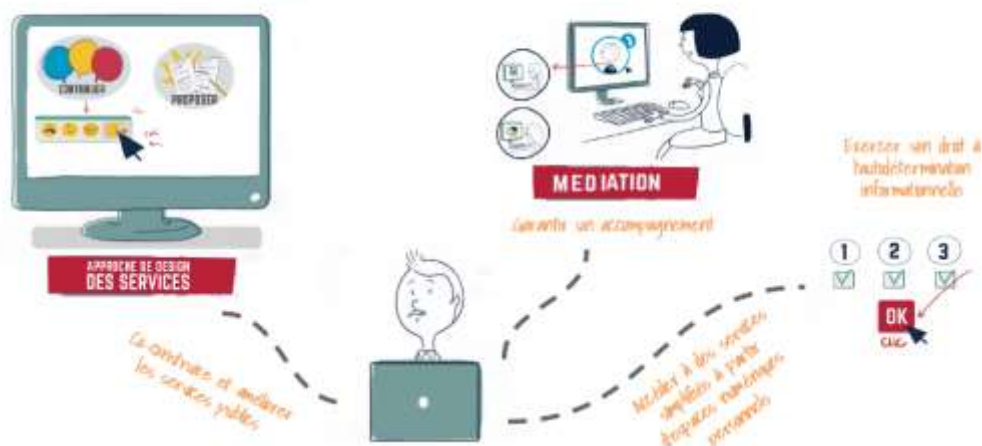 CONTRIBUER
PROPOSER
APPROCHE DE DESIGN
DES SERVICES
Co-construire et améliorer
les services publics
MEDIATION
Garantir un accompagnement
Accéder à des services
simplifiés à partir
d'espaces numériques
personnels
Exercer son droit à
l'autodétermination
informationnelle
1 2 3
OK
CLIC